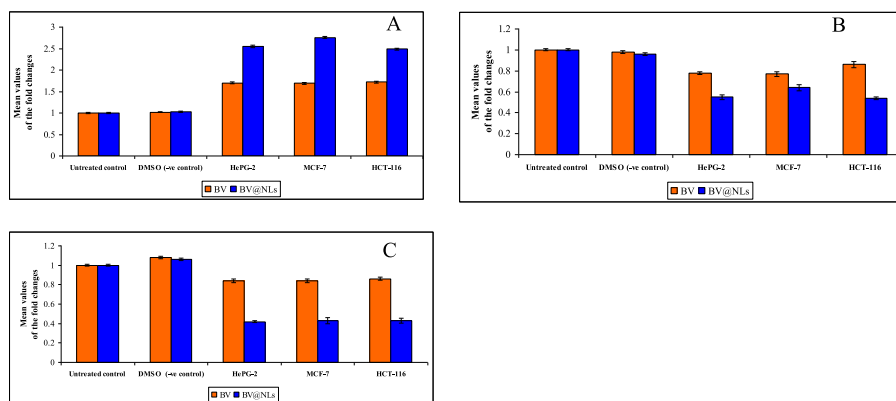 A
3
2.5
2
1.5
1
0.5
0
Mean values
of the fold changes
Untreated control
DMSO (-ve control)
HePG-2
MCF-7
HCT-116
BV
BV@NLs
B
1.2
1
0.8
0.6
0.4
0.2
0
Mean values
of the fold changes
Untreated control
DMSO (-ve control)
HePG-2
MCF-7
HCT-116
BV
BV@NLs
C
1.2
1
0.8
0.6
0.4
0.2
0
Mean values
of the fold changes
Untreated control
DMSO (-ve control)
HePG-2
MCF-7
HCT-116
BV
BV@NLs